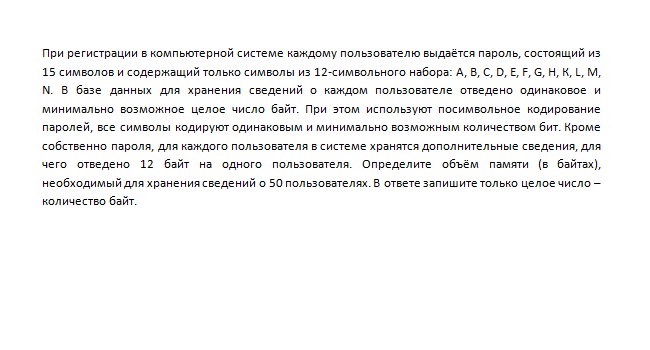 При регистрации в компьютерной системе каждому пользователю выдаётся пароль, состоящий из
15 символов и содержащий только символы из 12-символьного набора: A, B, C, D, E, F, G, H, K, L, M,
N. В базе данных для хранения сведений о каждом пользователе отведено одинаковое и
минимально возможное целое число байт. При этом используют посимвольное кодирование
паролей, все символы кодируют одинаковым и минимально возможным количеством бит. Кроме
собственно пароля, для каждого пользователя в системе хранятся дополнительные сведения, для
чего отведено 12 байт на одного пользователя. Определите объём памяти (в байтах),
необходимый для хранения сведений о 50 пользователях. В ответе запишите только целое число –
количество байт.